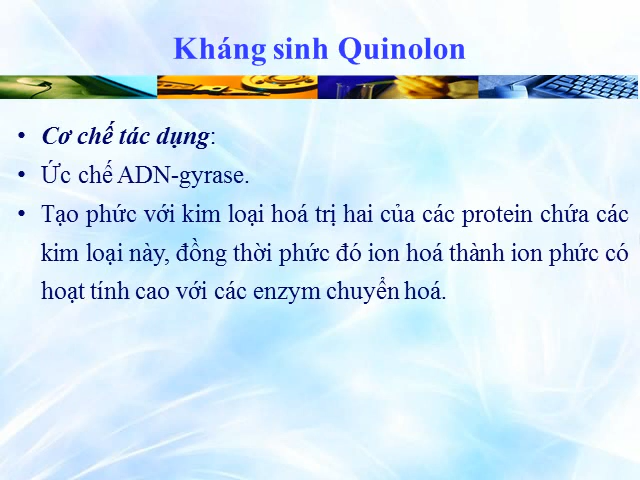 Kháng sinh Quinolon
• Cơ chế tác dụng:
• Ức chế ADN-gyrase.
• Tạo phức với kim loại hoá trị hai của các protein chứa các
kim loại này, đồng thời phức đó ion hoá thành ion phức có
hoạt tính cao với các enzym chuyển hoá.